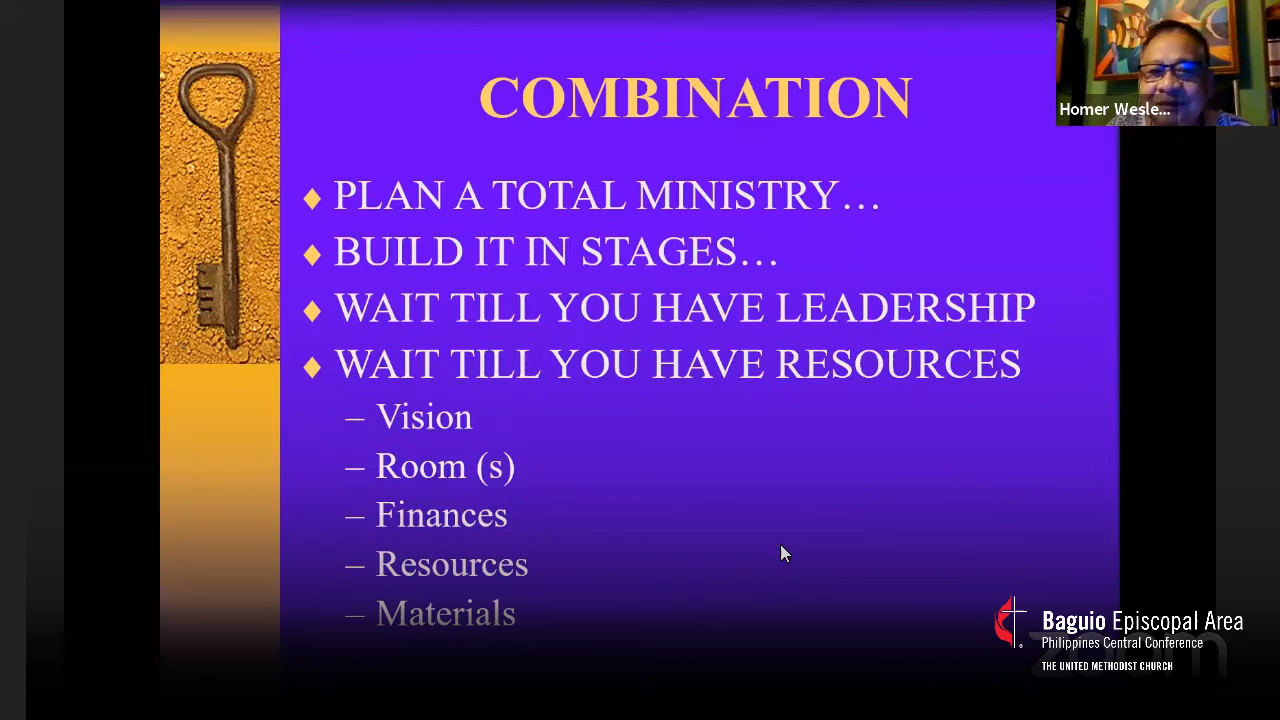 COMBINATION
Homer Wesle...
PLAN A TOTAL MINISTRY…
BUILD IT IN STAGES…
WAIT TILL YOU HAVE LEADERSHIP
WAIT TILL YOU HAVE RESOURCES
– Vision
– Room (s)
– Finances
– Resources
– Materials
Baguio Episcopal Area
Philippines Central Conference
THE UNITED METHODIST CHURCH
zoom